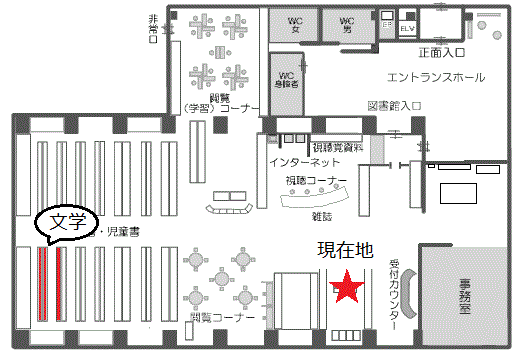 非常口
WC
女
WC
男
EV
ELV
正面入口
エントランスホール
WC
身障者
閲覧
(学習)コーナー
図書館入口
視聴覚資料
インターネット
視聴コーナー
雑誌
文学
・児童書
現在地
受付カウンター
事務室
閲覧コーナー